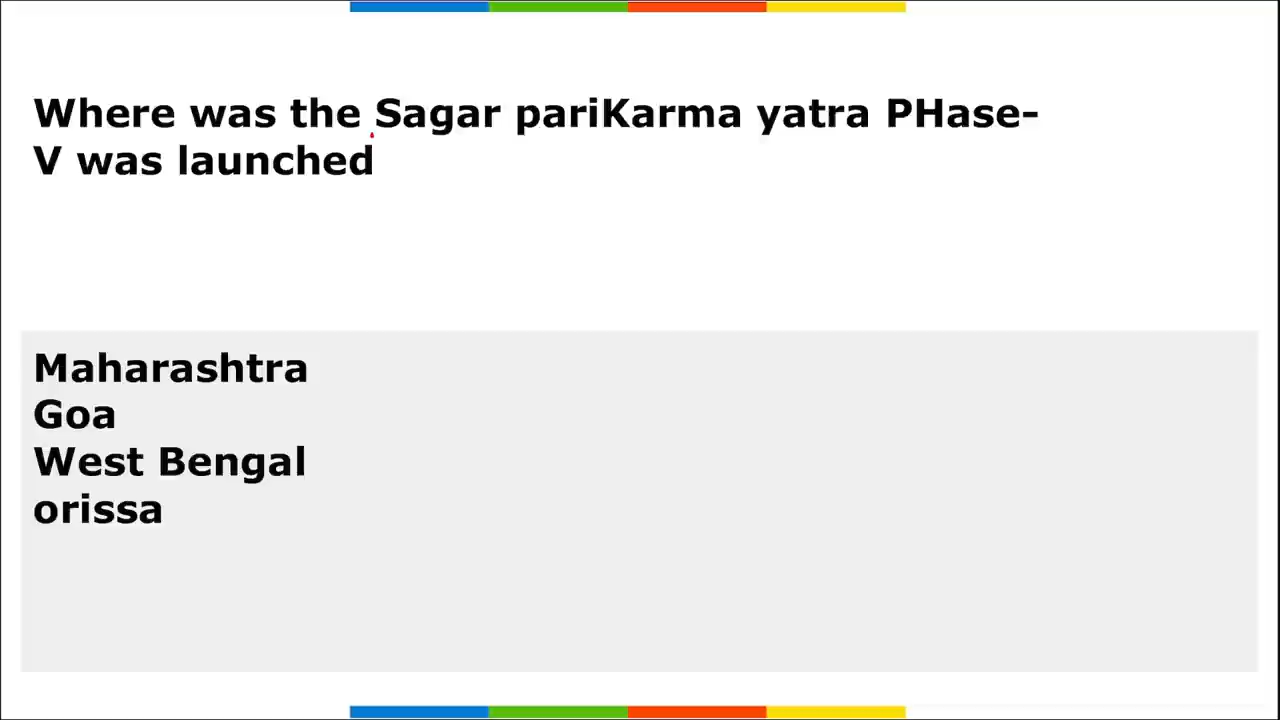 Where was the Sagar pariKarma yatra PHase-
V was launched
Maharashtra
Goa
West Bengal
orissa